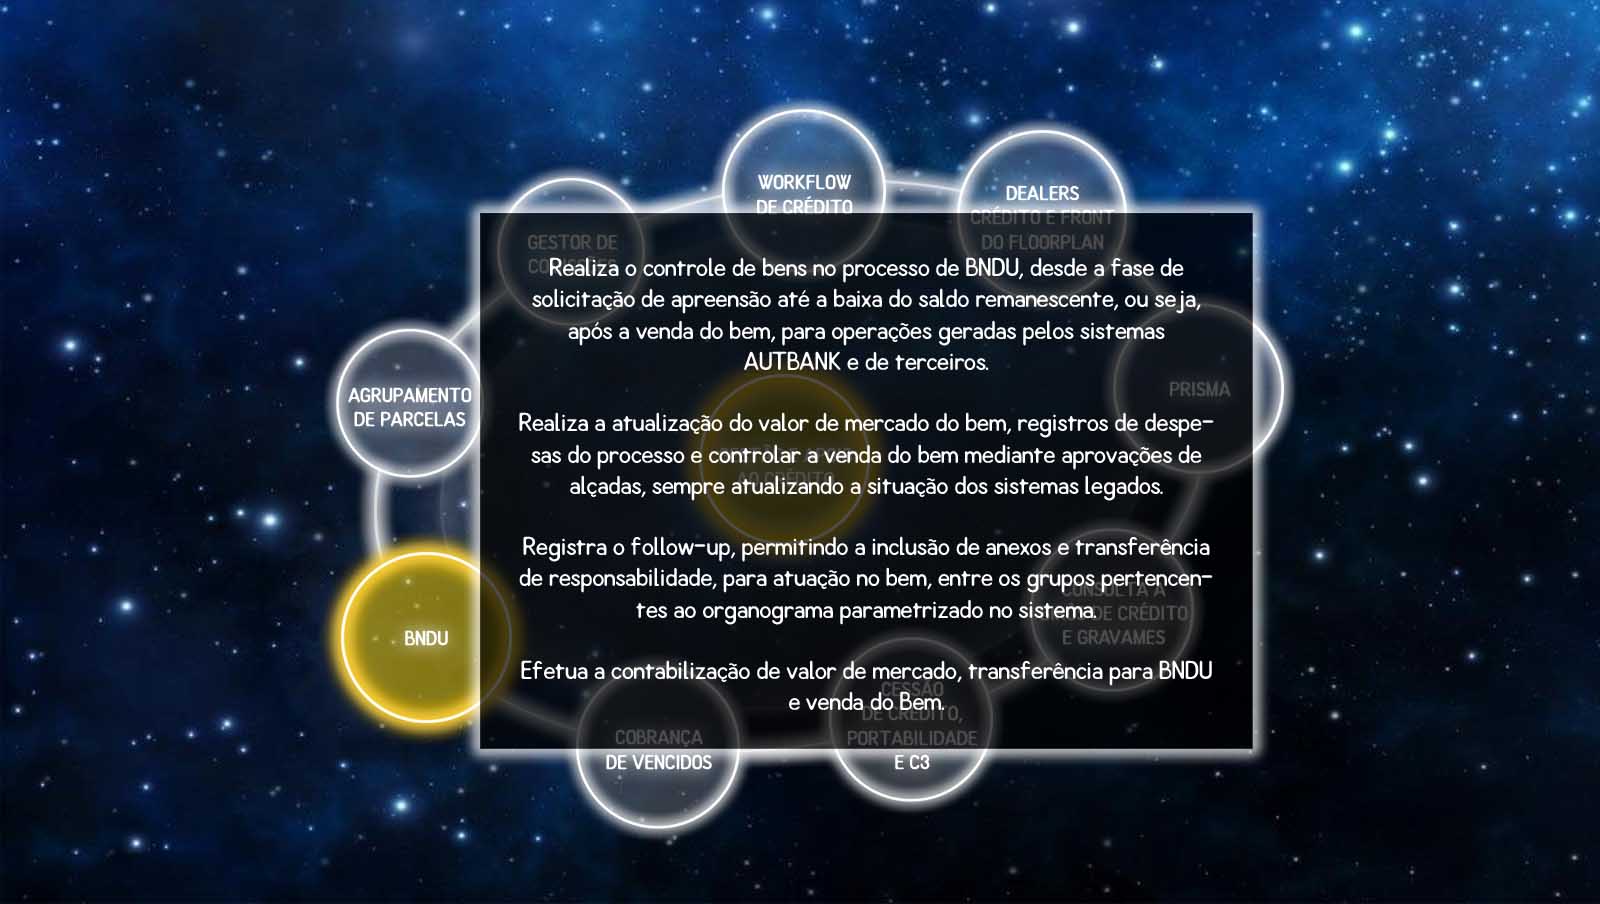 WORKFLOW
DE CRÉDITO
DEALERS
CRÉDITO E FRONT
DO FLOORPLAN
GESTOR DE
Realiza o controle de bens no processo de BNDU, desde a fase de
solicitação de apreensão até a baixa do saldo remanescente, ou seja,
após a venda do bem, para operações geradas pelos sistemas
AUTBANK e de terceiros.
AGRUPAMENTO
DE PARCELAS
PRISMA
Realiza a atualização do valor de mercado do bem, registros de despe-
sas do processo e controlar a venda do bem mediante aprovações de
alçadas, sempre atualizando a situação dos sistemas legados.
AO CRÉDITO
Registra o follow-up, permitindo a inclusão de anexos e transferência
de responsabilidade, para atuação no bem, entre os grupos pertencen-
tes ao organograma parametrizado no sistema.
CONSULTA A
DE CRÉDITO
E GRAVAMES
BNDU
Efetua a contabilização de valor de mercado, transferência para BNDU
e venda do Bem.
CESSÃO
DE CRÉDITO,
PORTABILIDADE
E C3
COBRANÇA
DE VENCIDOS